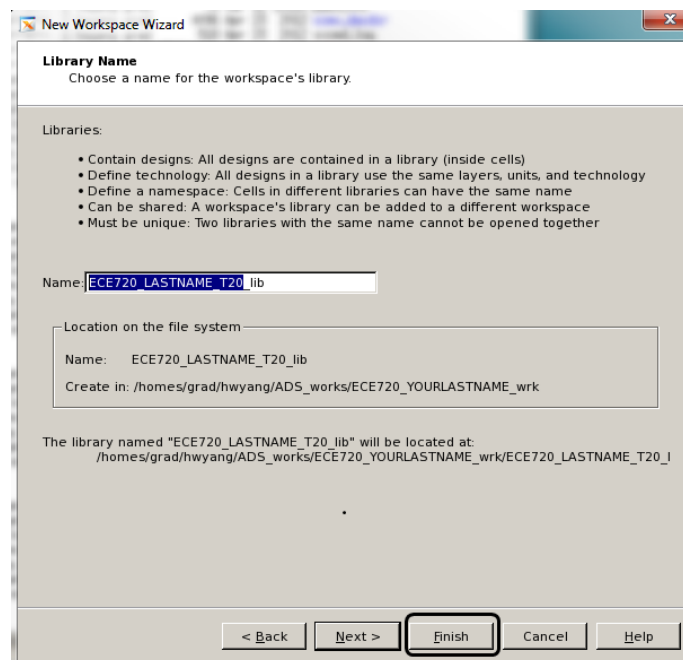 New Workspace Wizard
Library Name
Choose a name for the workspace's library.
Libraries:
• Contain designs: All designs are contained in a library (inside cells)
• Define technology: All designs in a library use the same layers, units, and technology
• Define a namespace: Cells in different libraries can have the same name
• Can be shared: A workspace's library can be added to a different workspace
• Must be unique: Two libraries with the same name cannot be opened together
Name: ECE720_LASTNAME_T20_lib
Location on the file system
Name: ECE720_LASTNAME_T20_lib
Create in: /homes/grad/hwyang/ADS_works/ECE720_YOURLASTNAME_wrk
The library named "ECE720_LASTNAME_T20_lib" will be located at:
/homes/grad/hwyang/ADS_works/ECE720_YOURLASTNAME_wrk/ECE720_LASTNAME_T20_l
< Back Next > Finish Cancel Help